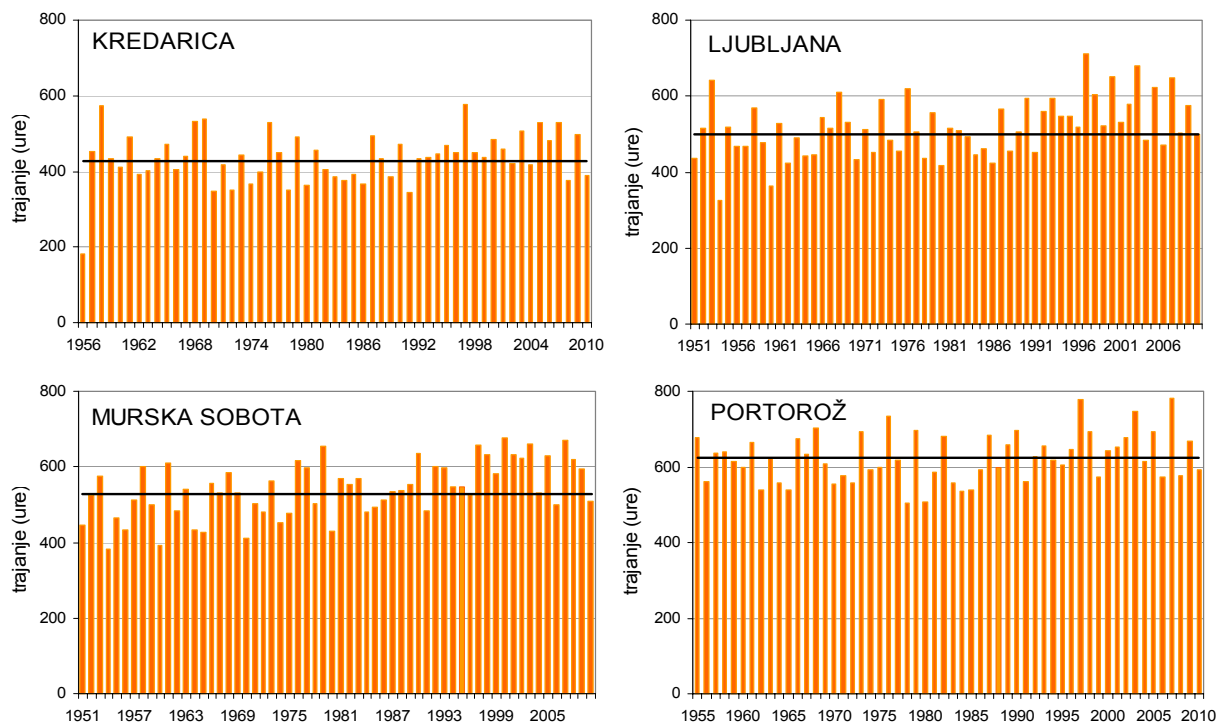 KREDARICA
trajanje (ure)
800
600
400
200
0
1956 1962 1968 1974 1980 1986 1992 1998 2004 2010
LJUBLJANA
trajanje (ure)
800
600
400
200
0
1951 1956 1961 1966 1971 1976 1981 1986 1991 1996 2001 2006
MURSKA SOBOTA
trajanje (ure)
800
600
400
200
0
1951 1957 1963 1969 1975 1981 1987 1993 1999 2005
PORTOROŽ
trajanje (ure)
800
600
400
200
0
1955 1960 1965 1970 1975 1980 1985 1990 1995 2000 2005 2010